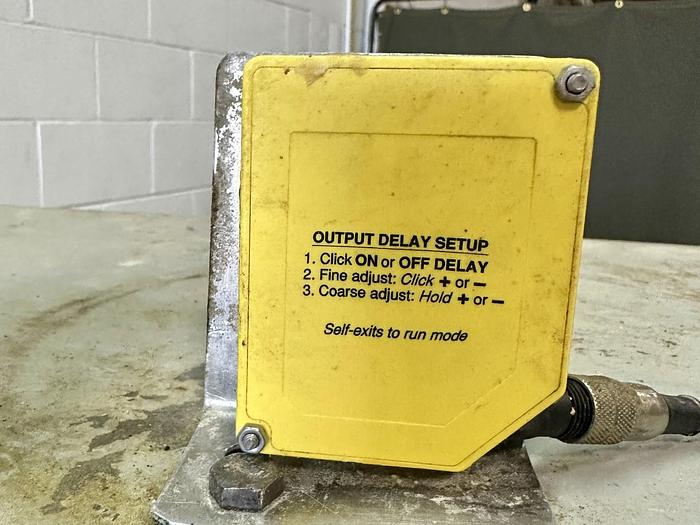 OUTPUT DELAY SETUP
1. Click ON or OFF DELAY
2. Fine adjust: Click + or −
3. Coarse adjust: Hold + or −
Self-exits to run mode